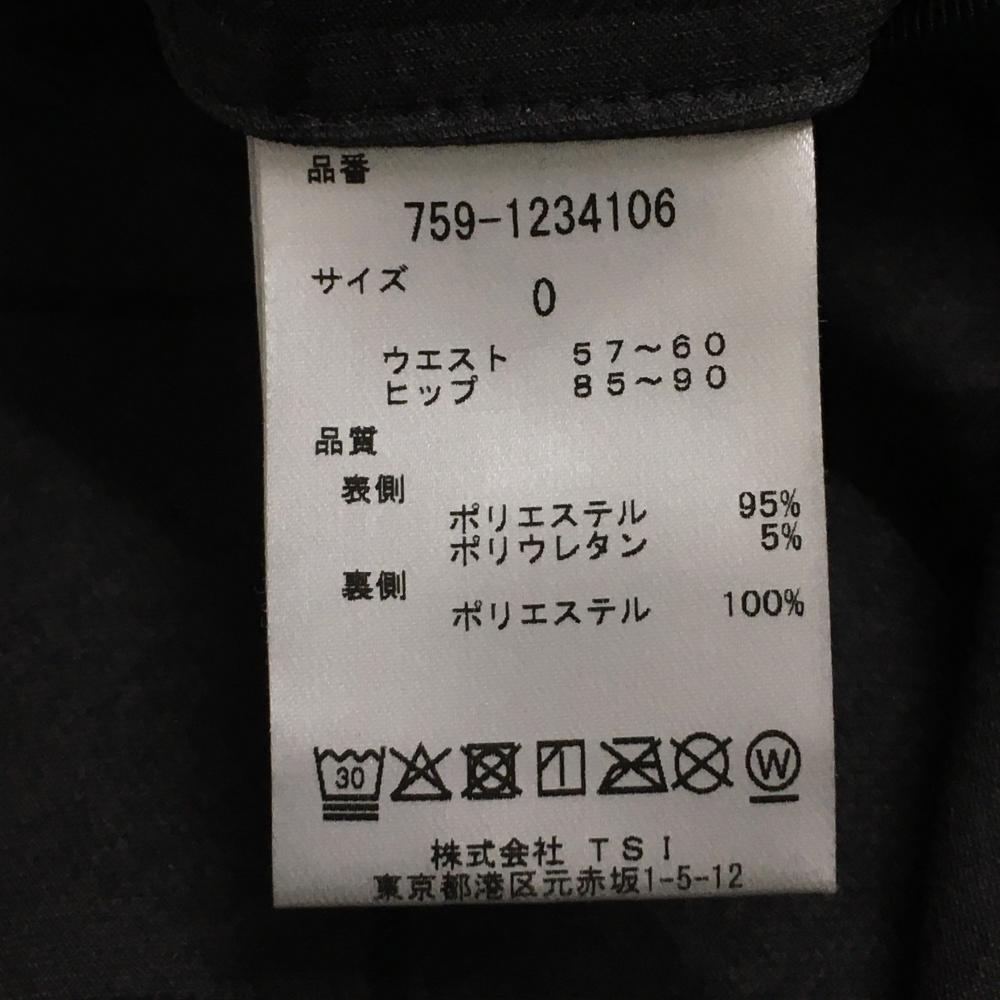 品番
759-1234106
サイズ 0
ウエスト 57～60
ヒップ 85～90
品質
表側
ポリエステル 95%
ポリウレタン 5%
裏側
ポリエステル 100%
30 W
株式会社 TSI
東京都港区元赤坂1-5-12